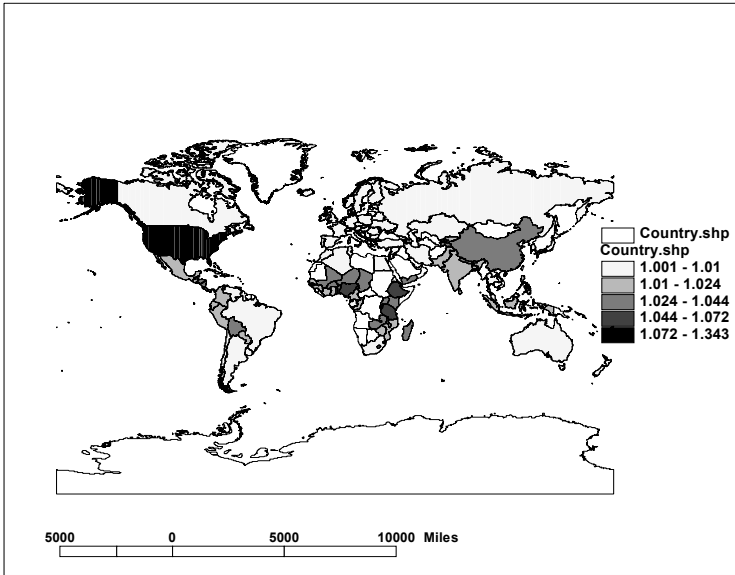 Country.shp
Country.shp
1.001 - 1.01
1.01 - 1.024
1.024 - 1.044
1.044 - 1.072
1.072 - 1.343
5000 0 5000 10000 Miles